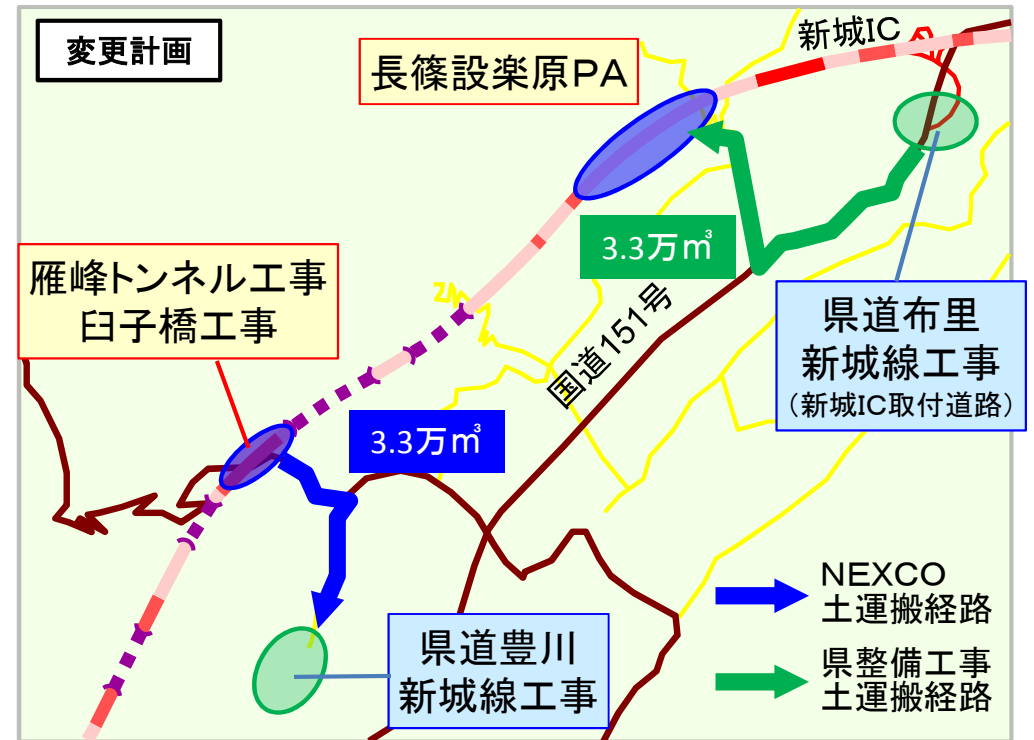 変更計画
新城IC
長篠設楽原PA
3.3万㎥
雁峰トンネル工事
臼子橋工事
国道151号
県道布里
新城線工事
（新城IC取付道路）
3.3万㎥
県道豊川
新城線工事
NEXCO
土運搬経路
県整備工事
土運搬経路